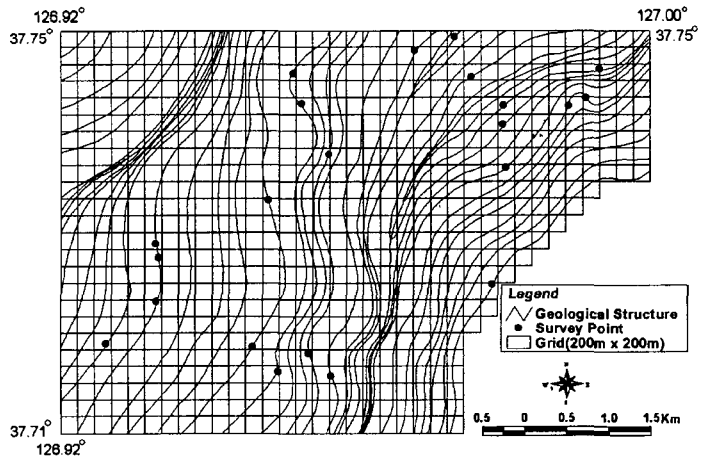 126.92° 127.00°
37.75° 37.75°
Legend
Geological Structure
Survey Point
Grid(200m x 200m)
N
W E
S
37.71°
126.92°
0.5 0 0.5 1.0 1.5Km